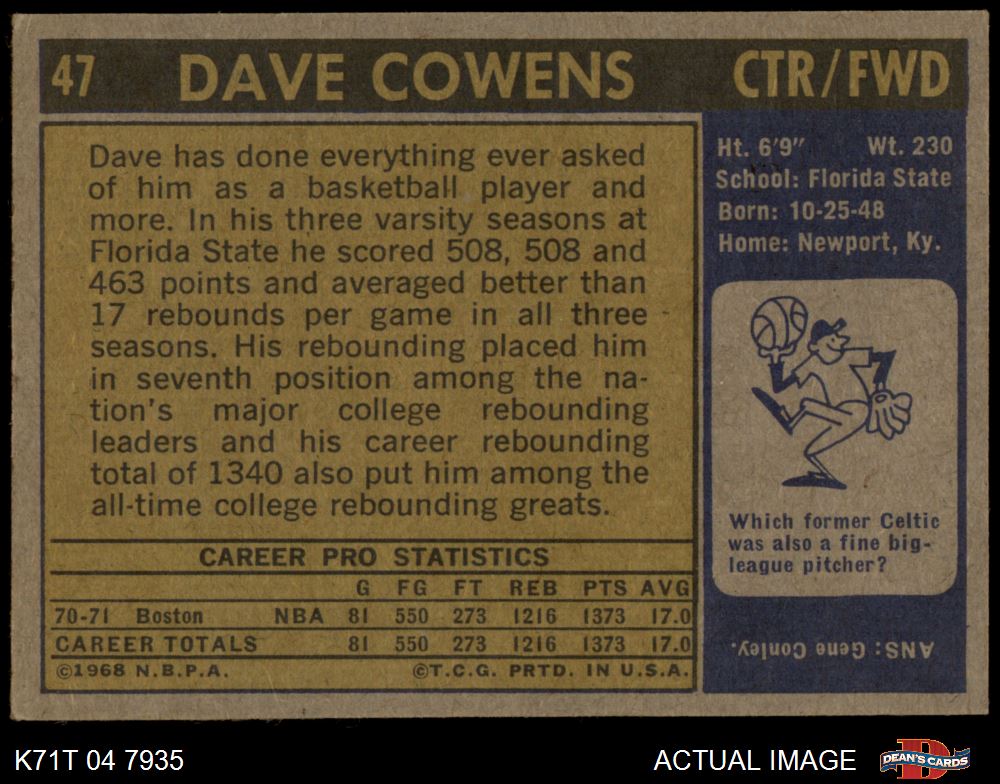 47 DAVE COWENS CTR/FWD
Dave has done everything ever asked
of him as a basketball player and
more. In his three varsity seasons at
Florida State he scored 508, 508 and
463 points and averaged better than
17 rebounds per game in all three
seasons. His rebounding placed him
in seventh position among the na-
tion's major college rebounding
leaders and his career rebounding
total of 1340 also put him among the
all-time college rebounding greats.
CAREER PRO STATISTICS
G FG FT REB PTS AVG
70-71 Boston NBA 81 550 273 1216 1373 17.0
CAREER TOTALS 81 550 273 1216 1373 17.0
©1968 N.B.P.A. ©T.C.G. PRTD. IN U.S.A.
Ht. 6'9" Wt. 230
School: Florida State
Born: 10-25-48
Home: Newport, Ky.
Which former Celtic
was also a fine big-
league pitcher?
ANS: Gene Conley.
K71T 04 7935 ACTUAL IMAGE DEAN'S CARDS